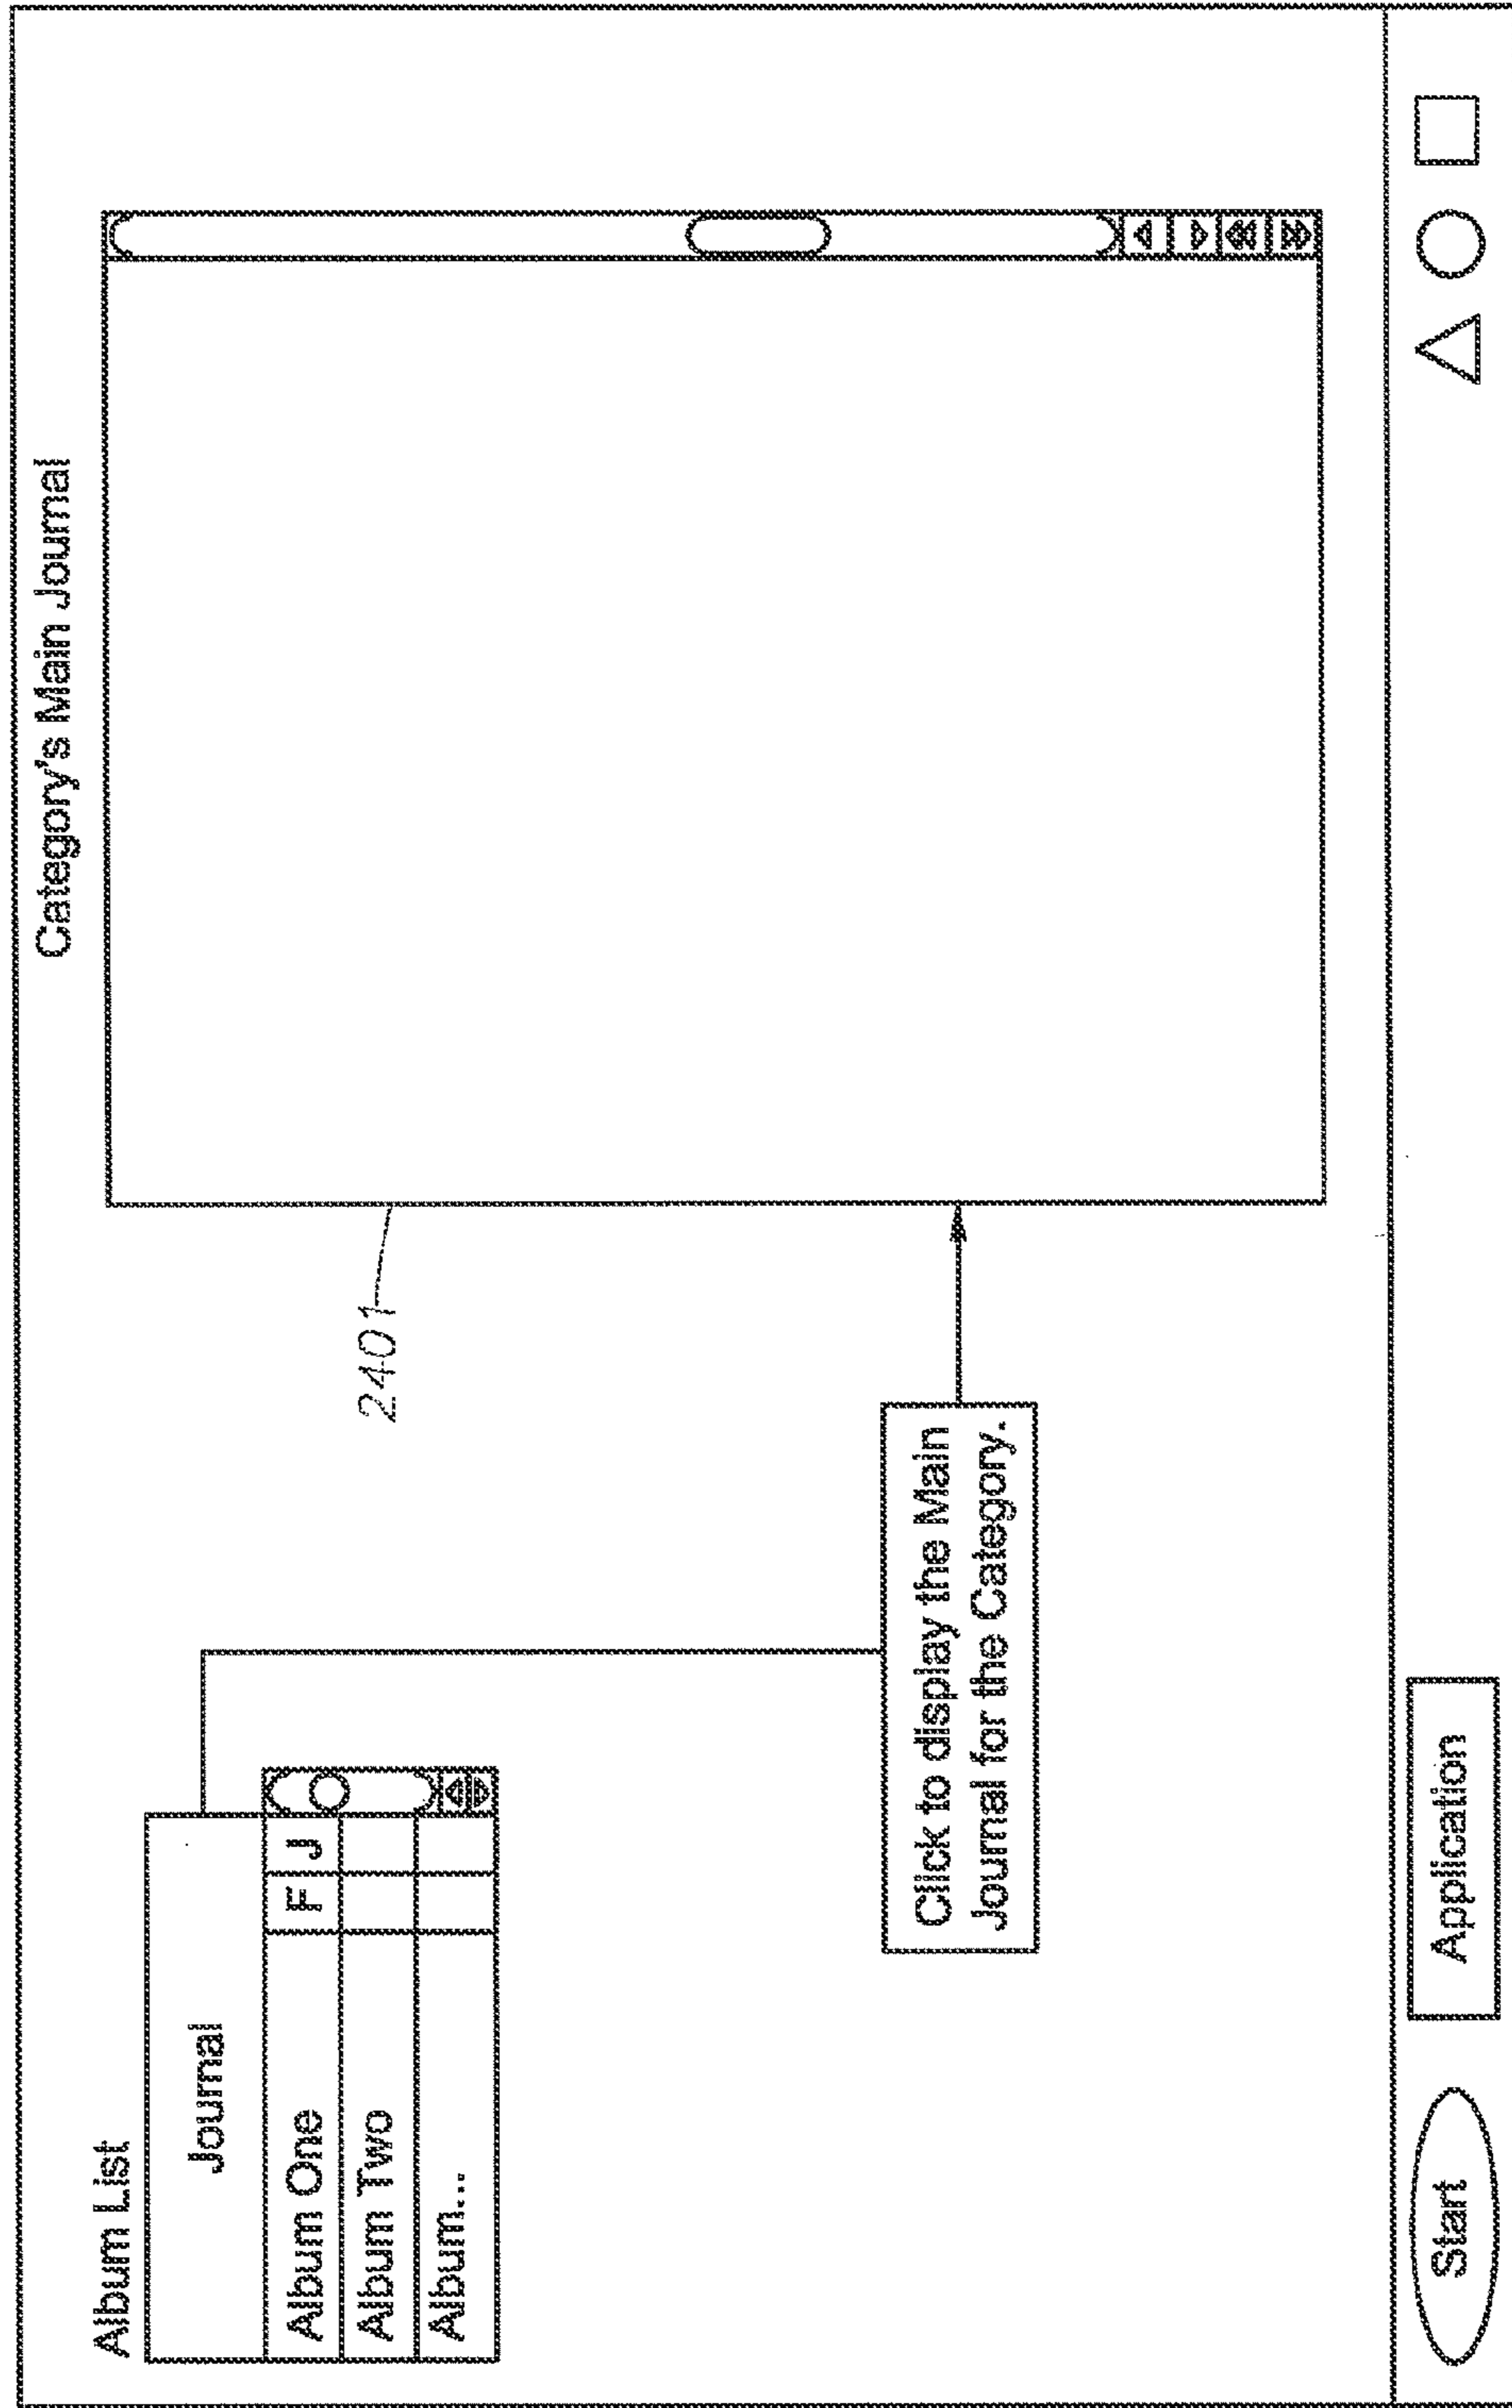 Category's Main Journal
Album List
Journal
Album One F J
Album Two
Album...
2401
Click to display the Main
Journal for the Category.
Start
Application